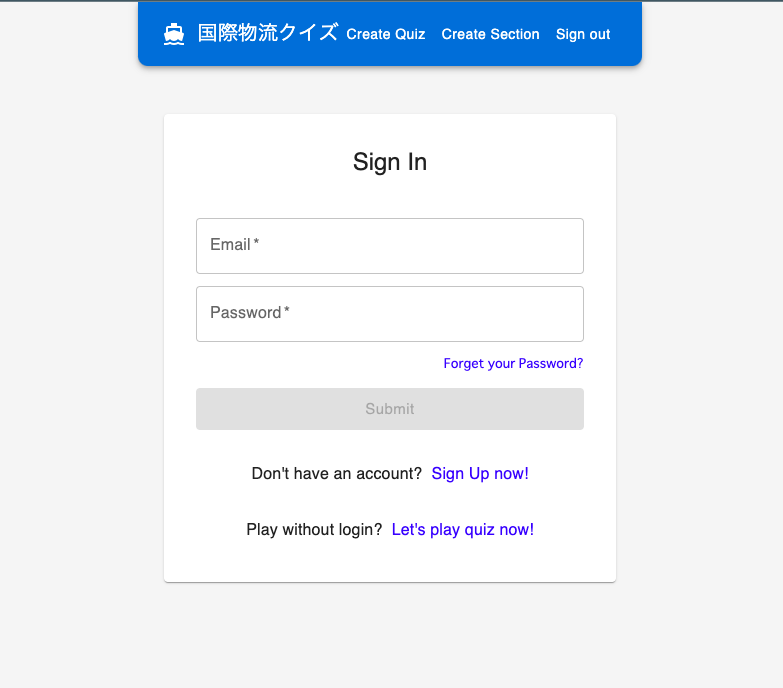 国際物流クイズ Create Quiz Create Section Sign out
Sign In
Email *
Password *
Forget your Password?
Submit
Don't have an account? Sign Up now!
Play without login? Let's play quiz now!